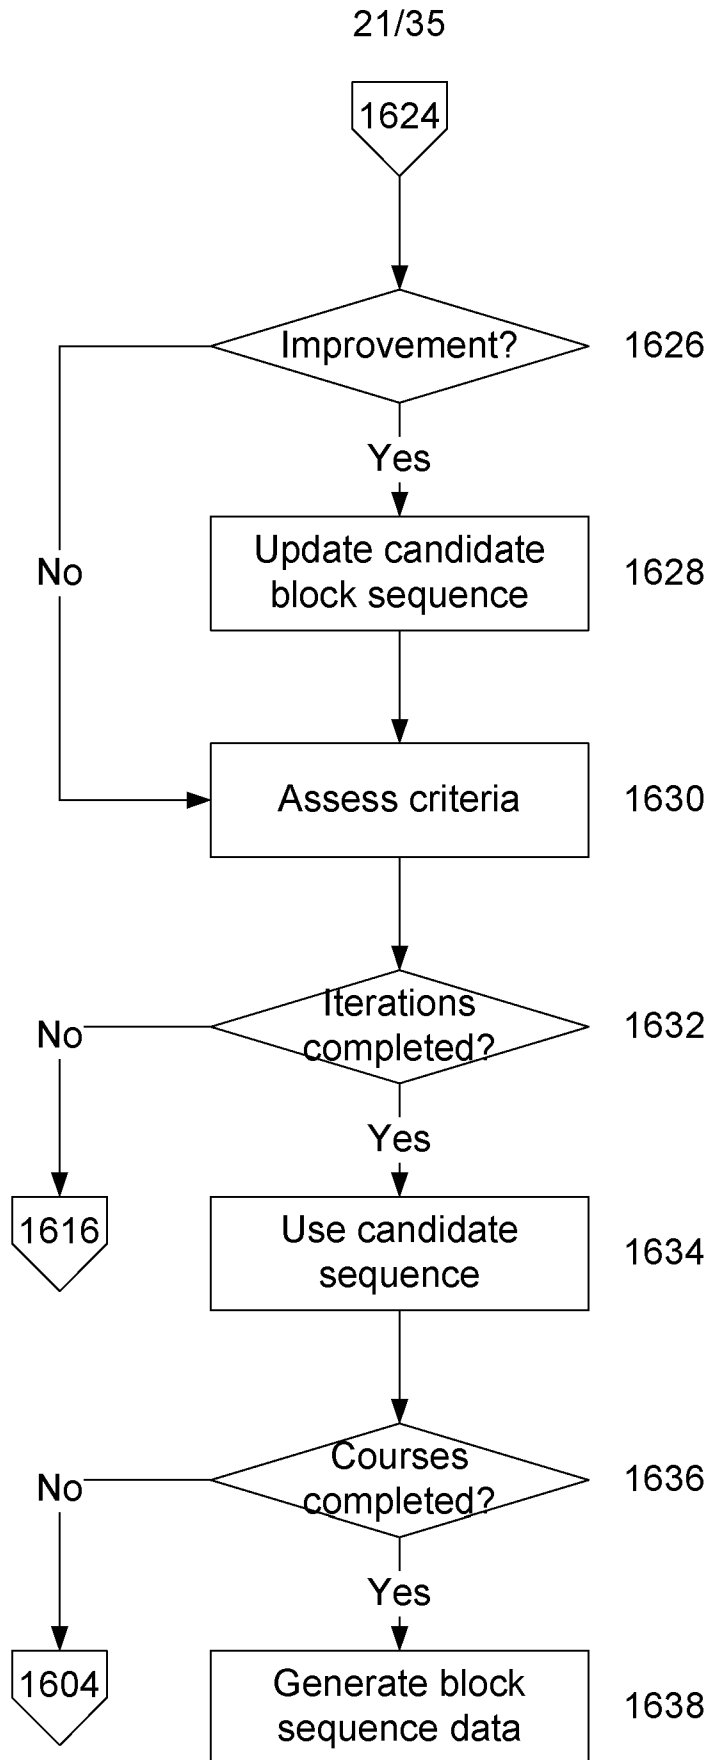 21/35
1624
Improvement?
1626
Yes
Update candidate
block sequence
1628
No
Assess criteria
1630
Iterations
completed?
1632
No
Yes
1616
Use candidate
sequence
1634
Courses
completed?
1636
No
Yes
1604
Generate block
sequence data
1638